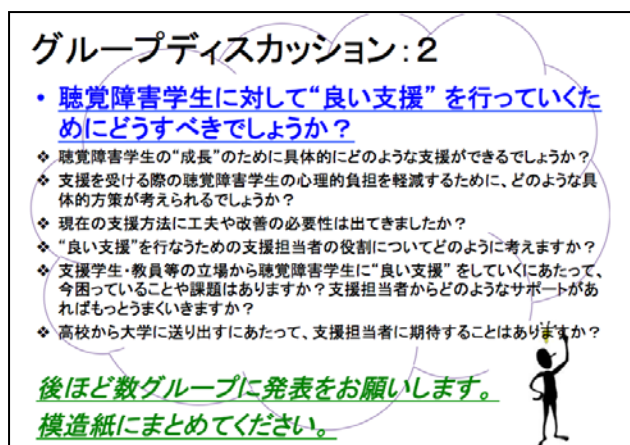 グループディスカッション:2
• 聴覚障害学生に対して“良い支援” を行っていくた
めにどうすべきでしょうか?
❖ 聴覚障害学生の“成長”のために具体的にどのような支援ができるでしょうか?
❖ 支援を受ける際の聴覚障害学生の心理的負担を軽減するために、どのような具
体的方策が考えられるでしょうか?
❖ 現在の支援方法に工夫や改善の必要性は出てきましたか?
❖ “良い支援”を行なうための支援担当者の役割についてどのように考えますか?
❖ 支援学生・教員等の立場から聴覚障害学生に“良い支援” をしていくにあたって、
今困っていることや課題はありますか?支援担当者からどのようなサポートがあ
ればもっとうまくいきますか?
❖ 高校から大学に送り出すにあたって、支援担当者に期待することはありますか?
後ほど数グループに発表をお願いします。
模造紙にまとめてください。